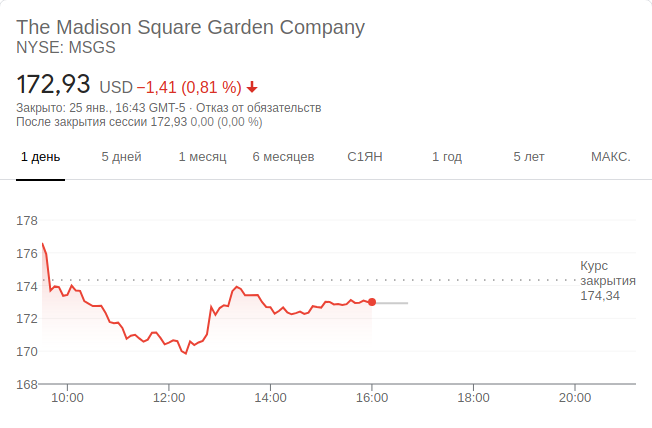 The Madison Square Garden Company
NYSE: MSGS
172,93 USD −1,41 (0,81 %)
Закрыто: 25 янв., 16:43 GMT-5 · Отказ от обязательств
После закрытия сессии 172,93 0,00 (0,00 %)
1 день 5 дней 1 месяц 6 месяцев С1ЯН 1 год 5 лет МАКС.
178
176
174
172
170
168
Курс
закрытия
174,34
10:00 12:00 14:00 16:00 18:00 20:00